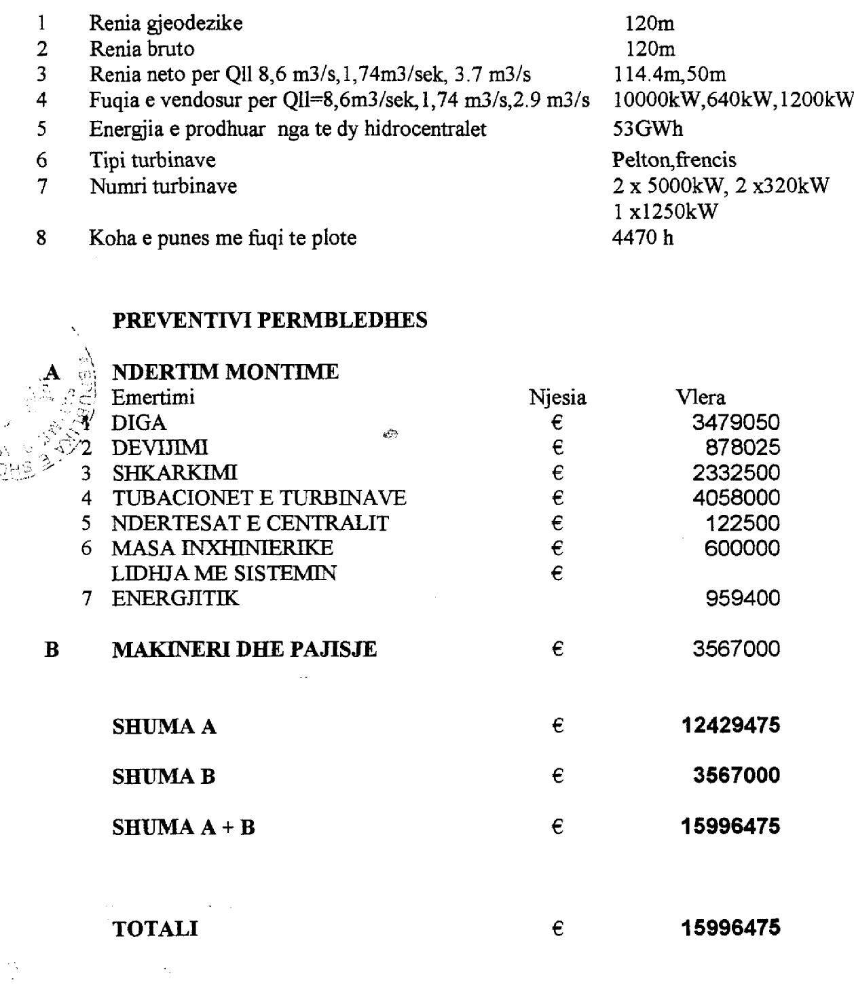 1 Renia gjeodezike 120m
2 Renia bruto 120m
3 Renia neto per Qll 8,6 m3/s,1,74m3/sek, 3.7 m3/s 114.4m,50m
4 Fuqia e vendosur per Qll=8,6m3/sek,1,74 m3/s,2.9 m3/s 10000kW,640kW,1200kW
5 Energjia e prodhuar nga te dy hidrocentralet 53GWh
6 Tipi turbinave Pelton,frencis
7 Numri turbinave 2 x 5000kW, 2 x320kW
1 x1250kW
8 Koha e punes me fuqi te plote 4470 h
PREVENTIVI PERMBLEDHES
A NDERTIM MONTIME
Emertimi Njesia Vlera
1 DIGA € 3479050
2 DEVIJIMI € 878025
3 SHKARKIMI € 2332500
4 TUBACIONET E TURBINAVE € 4058000
5 NDERTESAT E CENTRALIT € 122500
6 MASA INXHINIERIKE € 600000
LIDHJA ME SISTEMIN €
7 ENERGJITIK 959400
B MAKINERI DHE PAJISJE € 3567000
SHUMA A € 12429475
SHUMA B € 3567000
SHUMA A + B € 15996475
TOTALI € 15996475